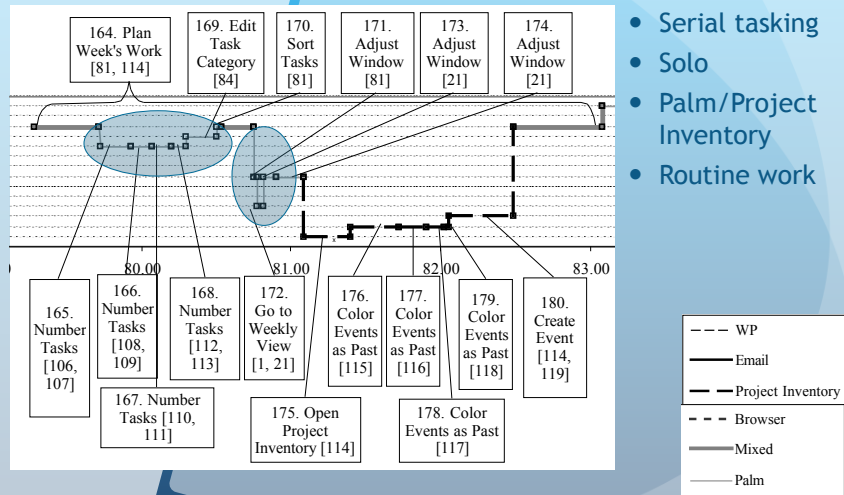 164. Plan
Week's Work
[81, 114]
169. Edit
Task
Category
[84]
170.
Sort
Tasks
[81]
171.
Adjust
Window
[81]
173.
Adjust
Window
[21]
174.
Adjust
Window
[21]
x
80.00
81.00
82.00
83.00
165.
Number
Tasks
[106,
107]
166.
Number
Tasks
[108,
109]
168.
Number
Tasks
[112,
113]
172.
Go to
Weekly
View
[1, 21]
176.
Color
Events
as Past
[115]
177.
Color
Events
as Past
[116]
179.
Color
Events
as Past
[118]
180.
Create
Event
[114,
119]
167. Number
Tasks [110,
111]
175. Open
Project
Inventory [114]
178. Color
Events as Past
[117]
• Serial tasking
• Solo
• Palm/Project
Inventory
• Routine work
WP
Email
Project Inventory
Browser
Mixed
Palm